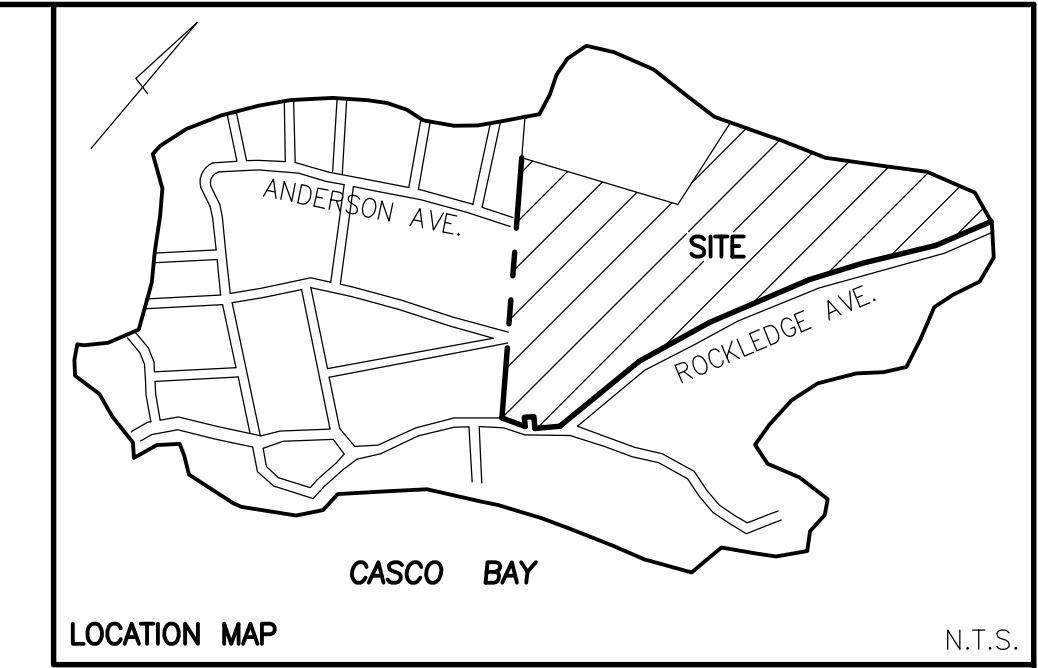 ANDERSON AVE.
SITE
ROCKLEDGE AVE.
CASCO BAY
LOCATION MAP
N.T.S.